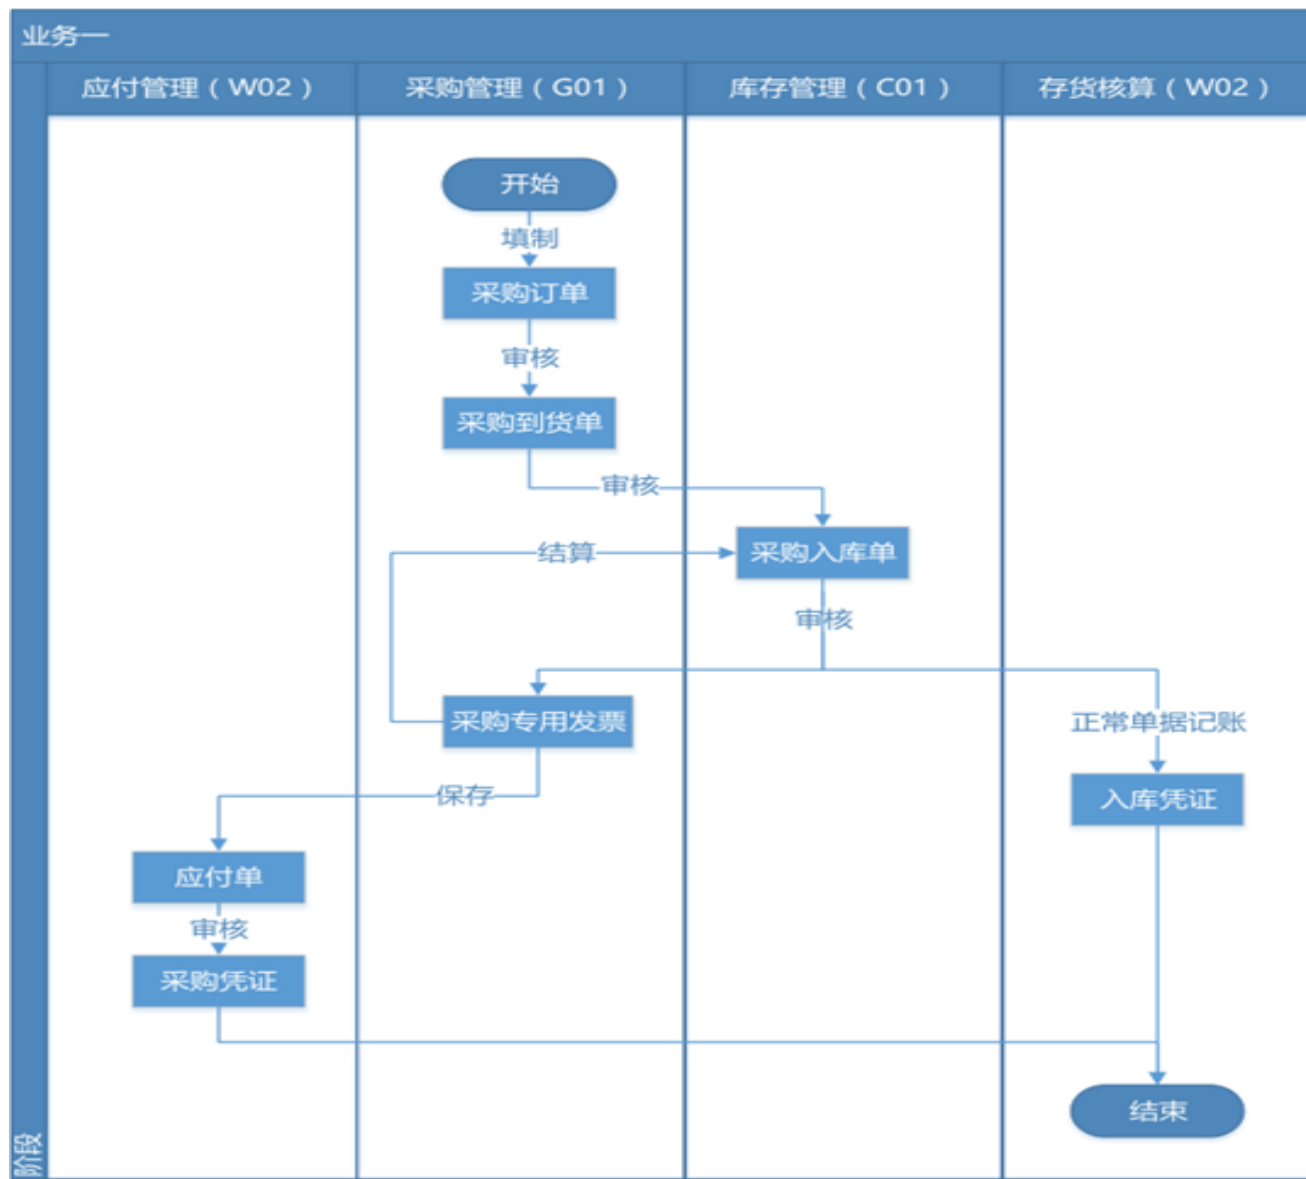 业务一
应付管理（W02）
采购管理（G01）
库存管理（C01）
存货核算（W02）
开始
填制
采购订单
审核
采购到货单
审核
结算
采购入库单
审核
采购专用发票
正常单据记账
保存
入库凭证
应付单
审核
采购凭证
结束
阶段